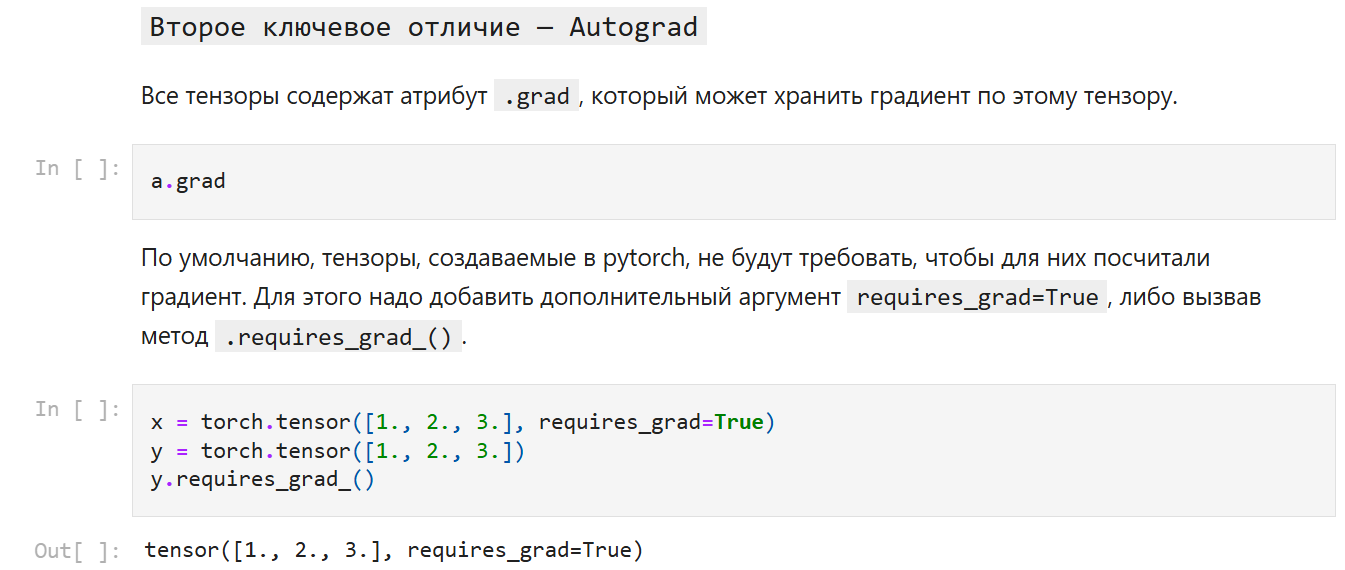 Второе ключевое отличие — Autograd
Все тензоры содержат атрибут .grad, который может хранить градиент по этому тензору.
In [ ]:
a.grad
По умолчанию, тензоры, создаваемые в pytorch, не будут требовать, чтобы для них посчитали
градиент. Для этого надо добавить дополнительный аргумент requires_grad=True, либо вызвав
метод .requires_grad_().
In [ ]:
x = torch.tensor([1., 2., 3.], requires_grad=True)
y = torch.tensor([1., 2., 3.])
y.requires_grad_()
Out[ ]:
tensor([1., 2., 3.], requires_grad=True)